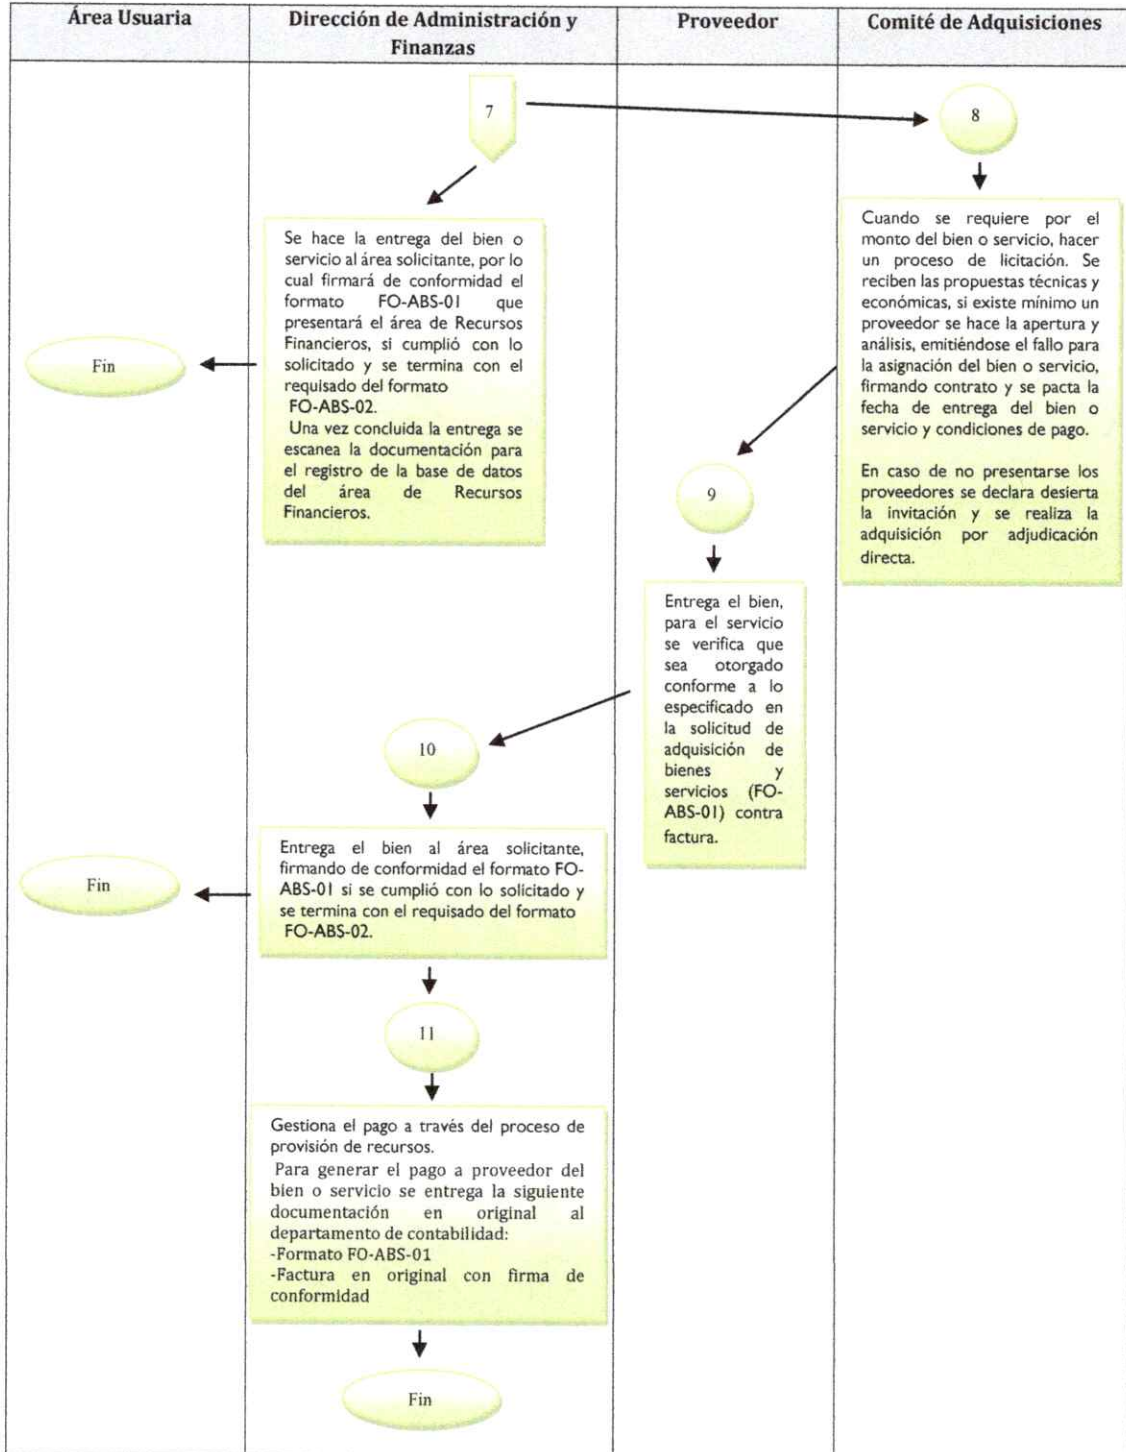 Área Usuaria
Dirección de Administración y
Finanzas
Proveedor
Comité de Adquisiciones
7
8
Se hace la entrega del bien o
servicio al área solicitante, por lo
cual firmará de conformidad el
formato FO-ABS-01 que
presentará el área de Recursos
Financieros, si cumplió con lo
solicitado y se termina con el
requisado del formato
FO-ABS-02.
Una vez concluida la entrega se
escanea la documentación para
el registro de la base de datos
del área de Recursos
Financieros.
Fin
Cuando se requiere por el
monto del bien o servicio, hacer
un proceso de licitación. Se
reciben las propuestas técnicas y
económicas, si existe mínimo un
proveedor se hace la apertura y
análisis, emitiéndose el fallo para
la asignación del bien o servicio,
firmando contrato y se pacta la
fecha de entrega del bien o
servicio y condiciones de pago.
En caso de no presentarse los
proveedores se declara desierta
la invitación y se realiza la
adquisición por adjudicación
directa.
9
Entrega el bien,
para el servicio
se verifica que
sea otorgado
conforme a lo
especificado en
la solicitud de
adquisición de
bienes y
servicios (FO-
ABS-01) contra
factura.
10
Entrega el bien al área solicitante,
firmando de conformidad el formato FO-
ABS-01 si se cumplió con lo solicitado y
se termina con el requisado del formato
FO-ABS-02.
Fin
11
Gestiona el pago a través del proceso de
provisión de recursos.
Para generar el pago a proveedor del
bien o servicio se entrega la siguiente
documentación en original al
departamento de contabilidad:
-Formato FO-ABS-01
-Factura en original con firma de
conformidad
Fin